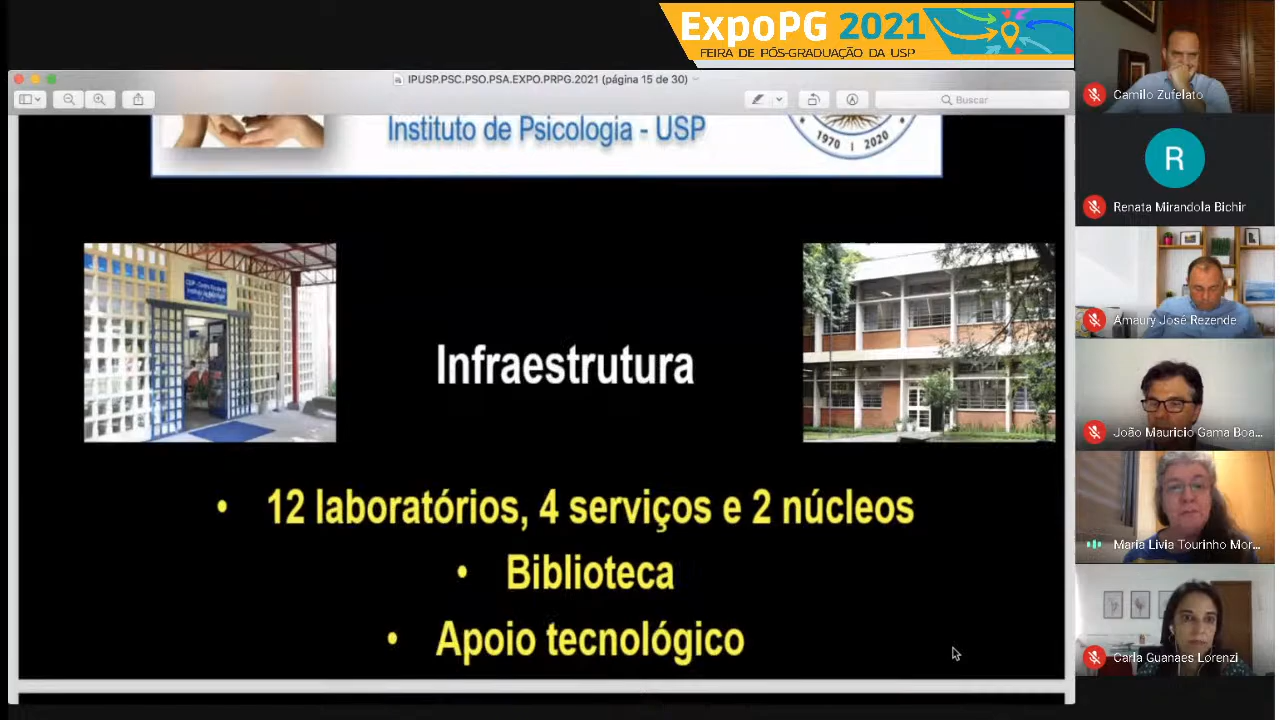 ExpoPG 2021
FEIRA DE PÓS-GRADUAÇÃO DA USP
IPUSP.PSC.PSO.PSA.EXPO.PRPG.2021 (página 15 de 30)
Buscar
Instituto de Psicologia - USP
1970 | 2020
Infraestrutura
• 12 laboratórios, 4 serviços e 2 núcleos
• Biblioteca
• Apoio tecnológico
Camilo Zufelato
R
Renata Mirandola Bichir
Amaury José Rezende
João Mauricio Gama Boa...
Maria Livia Tourinho Mor...
Carla Guanaes Lorenzi